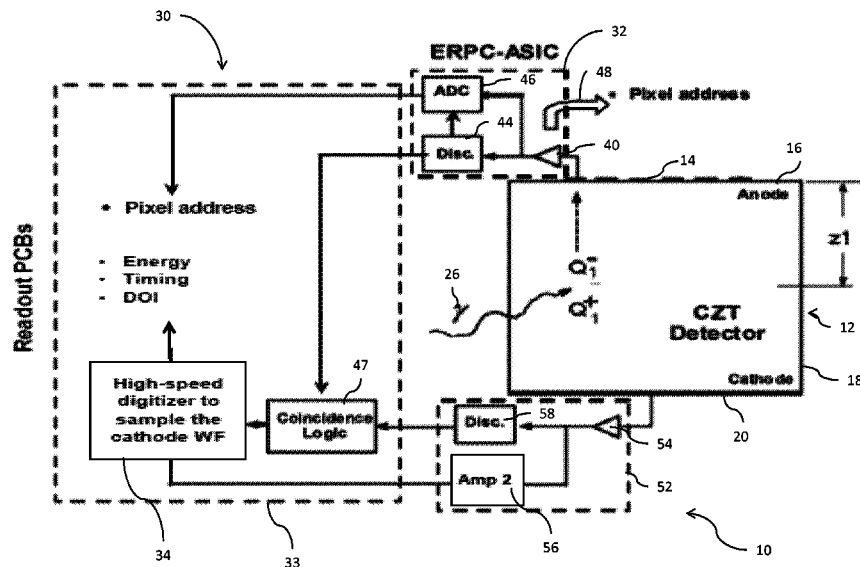 30
ERPC-ASIC
32
46
48
ADC
• Pixel address
44
Disc.
40
14
16
Anode
z1
• Pixel address
- Energy
- Timing
- DOI
Readout PCBs
26
γ
Q1-
Q1+
CZT
Detector
12
Cathode
18
20
High-speed
digitizer to
sample the
cathode WF
47
Coincidence
Logic
58
Disc.
54
Amp 2
52
34
33
56
10